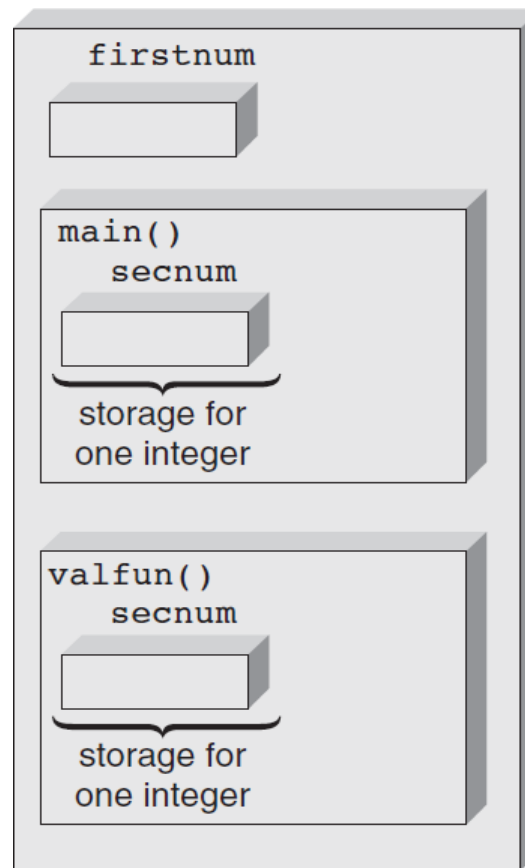 firstnum
main()
secnum
storage for
one integer
valfun()
secnum
storage for
one integer